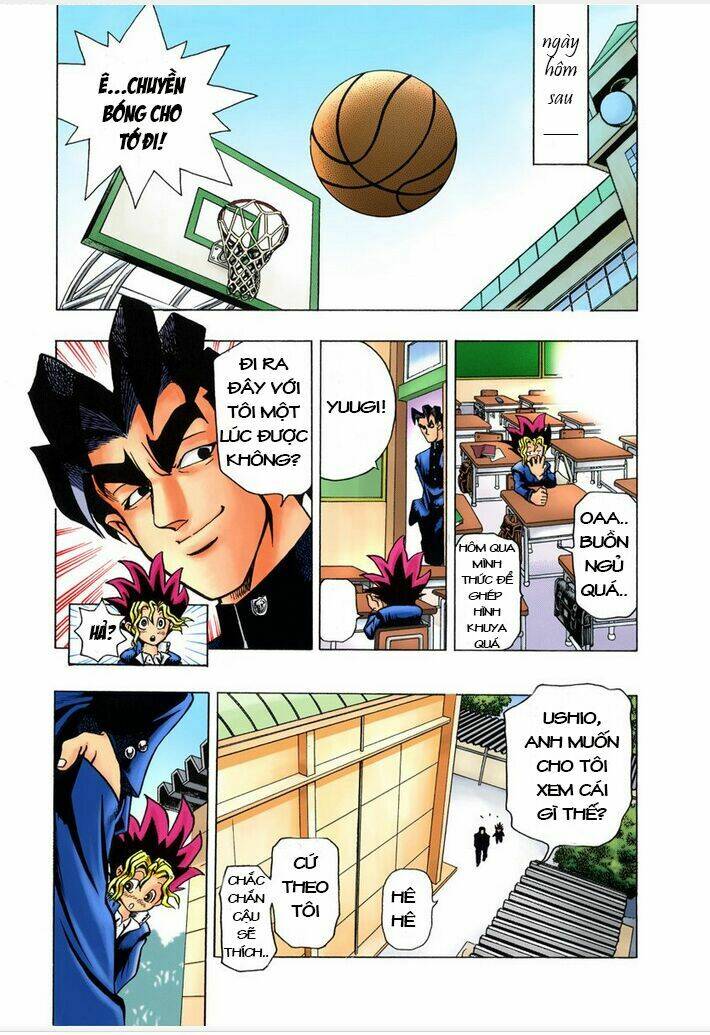 ngày
hôm
sau
Ê...CHUYỀN
BÓNG CHO
TỚ ĐI!
OAA..
BUỒN
NGỦ
QUÁ..
HÔM QUA
MÌNH
THỨC ĐỂ
GHÉP
HÌNH
KHUYA
QUÁ
YUUGI!
ĐI RA
ĐÂY VỚI
TÔI MỘT
LÚC ĐƯỢC
KHÔNG?
HẢ?
USHIO,
ANH MUỐN
CHO TÔI
XEM CÁI
GÌ THẾ?
HÊ
HÊ
CỨ
THEO
TÔI
CHẮC
CHẮN
CẬU
SẼ
THÍCH..